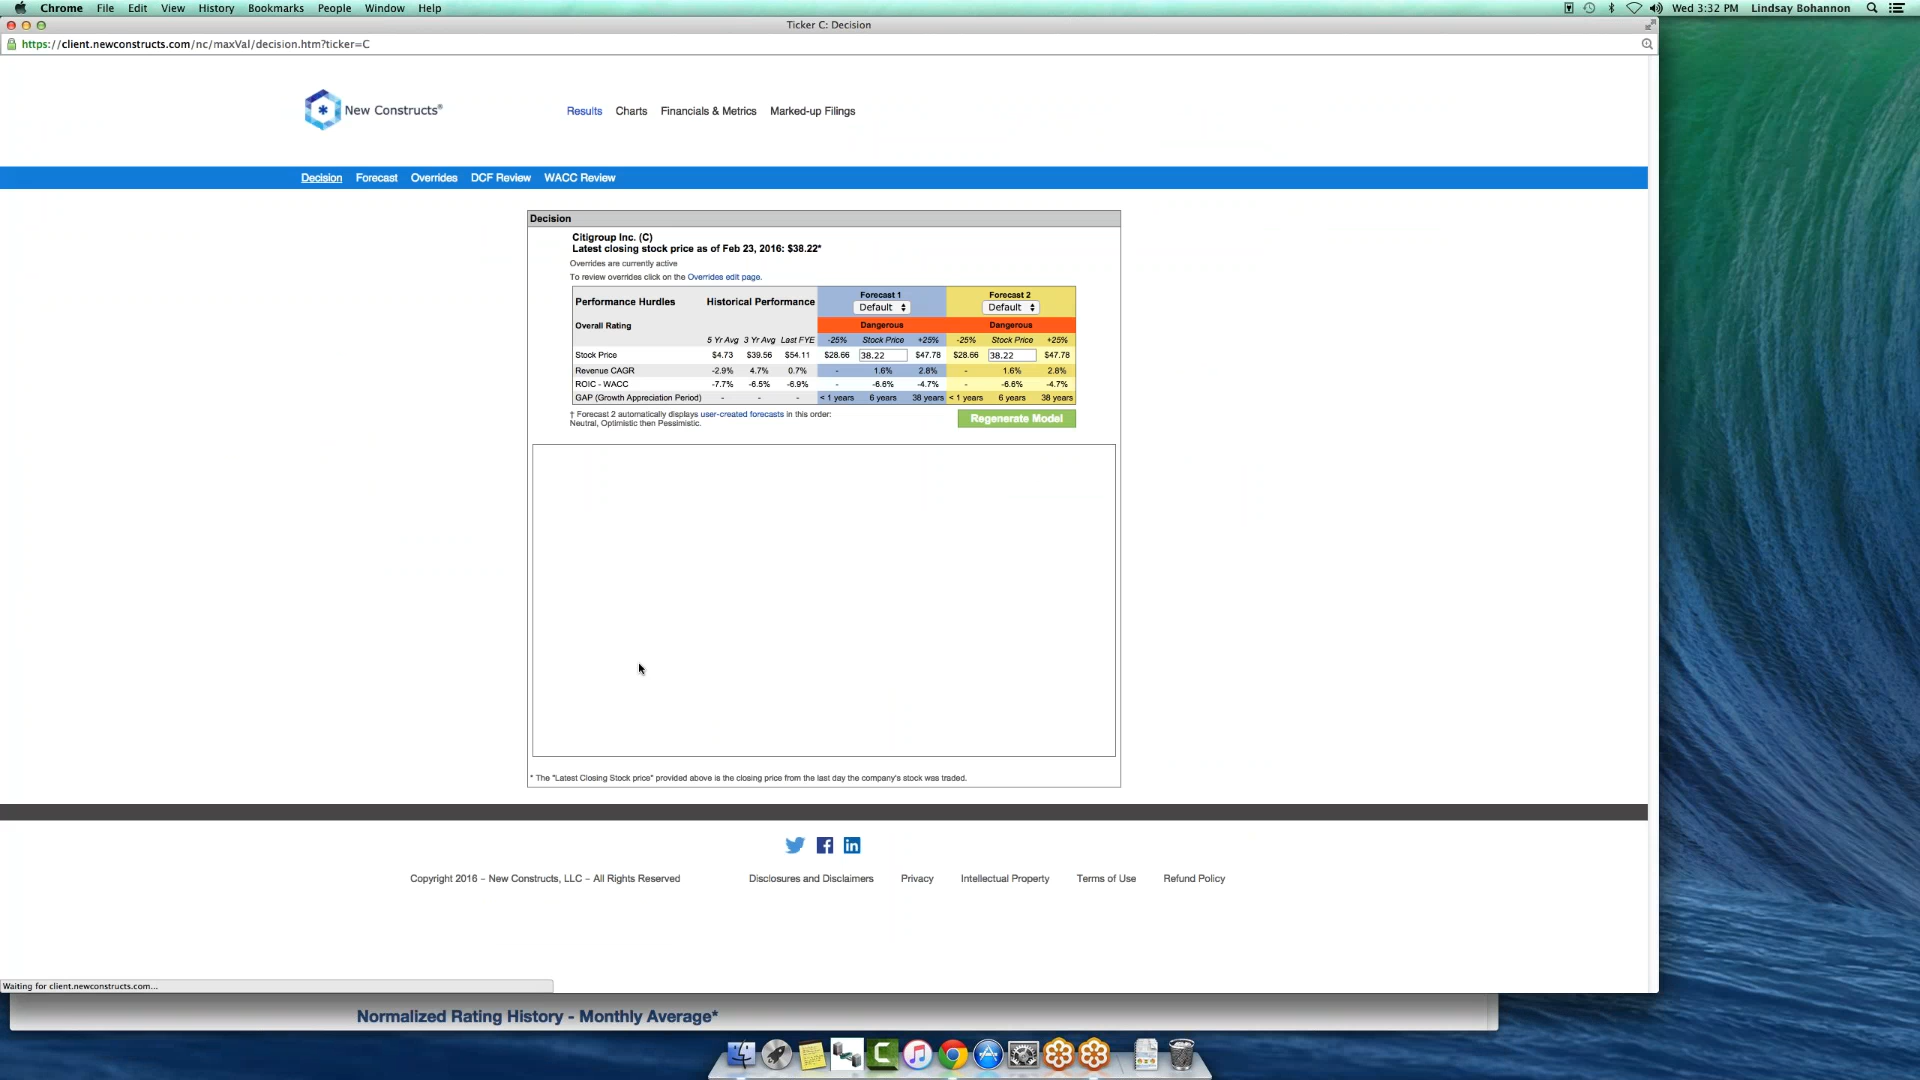 Chrome File Edit View History Bookmarks People Window Help Wed 3:32 PM Lindsay Bohannon
Ticker C: Decision
https://client.newconstructs.com/nc/maxVal/decision.htm?ticker=C
New Constructs® Results Charts Financials & Metrics Marked-up Filings
Decision Forecast Overrides DCF Review WACC Review
Decision
Citigroup Inc. (C)
Latest closing stock price as of Feb 23, 2016: $38.22*
Overrides are currently active
To review overrides click on the Overrides edit page.
Performance Hurdles Historical Performance Forecast 1 Forecast 2
Default Default
Overall Rating Dangerous Dangerous
5 Yr Avg 3 Yr Avg Last FYE -25% Stock Price +25% -25% Stock Price +25%
Stock Price $4.73 $39.56 $54.11 $28.66 38.22 $47.78 $28.66 38.22 $47.78
Revenue CAGR -2.9% 4.7% 0.7% - 1.6% 2.8% - 1.6% 2.8%
ROIC - WACC -7.7% -6.5% -6.9% - -6.6% -4.7% - -6.6% -4.7%
GAP (Growth Appreciation Period) - - - < 1 years 6 years 38 years < 1 years 6 years 38 years
† Forecast 2 automatically displays user-created forecasts in this order:
Neutral, Optimistic then Pessimistic.
Regenerate Model
* The "Latest Closing Stock price" provided above is the closing price from the last day the company's stock was traded.
Copyright 2016 – New Constructs, LLC – All Rights Reserved Disclosures and Disclaimers Privacy Intellectual Property Terms of Use Refund Policy
Waiting for client.newconstructs.com...
Normalized Rating History - Monthly Average*